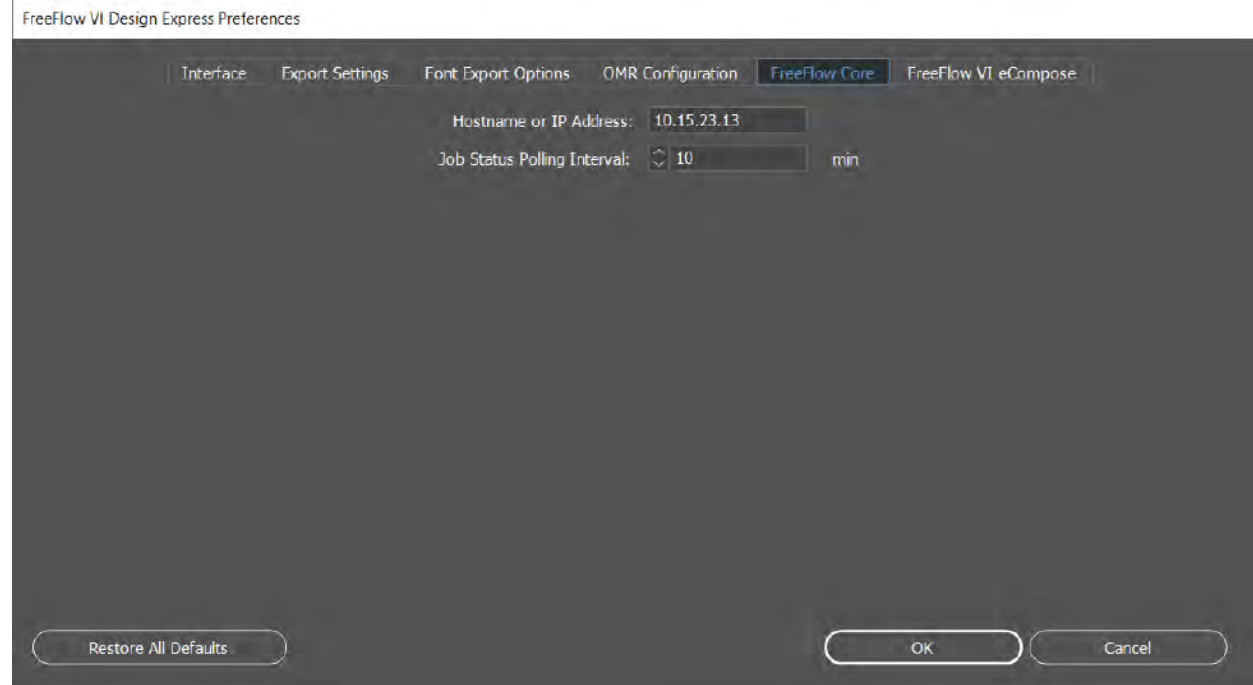 FreeFlow VI Design Express Preferences
Interface Export Settings Font Export Options OMR Configuration FreeFlow Core FreeFlow VI eCompose
Hostname or IP Address: 10.15.23.13
Job Status Polling Interval: 10 min
Restore All Defaults OK Cancel